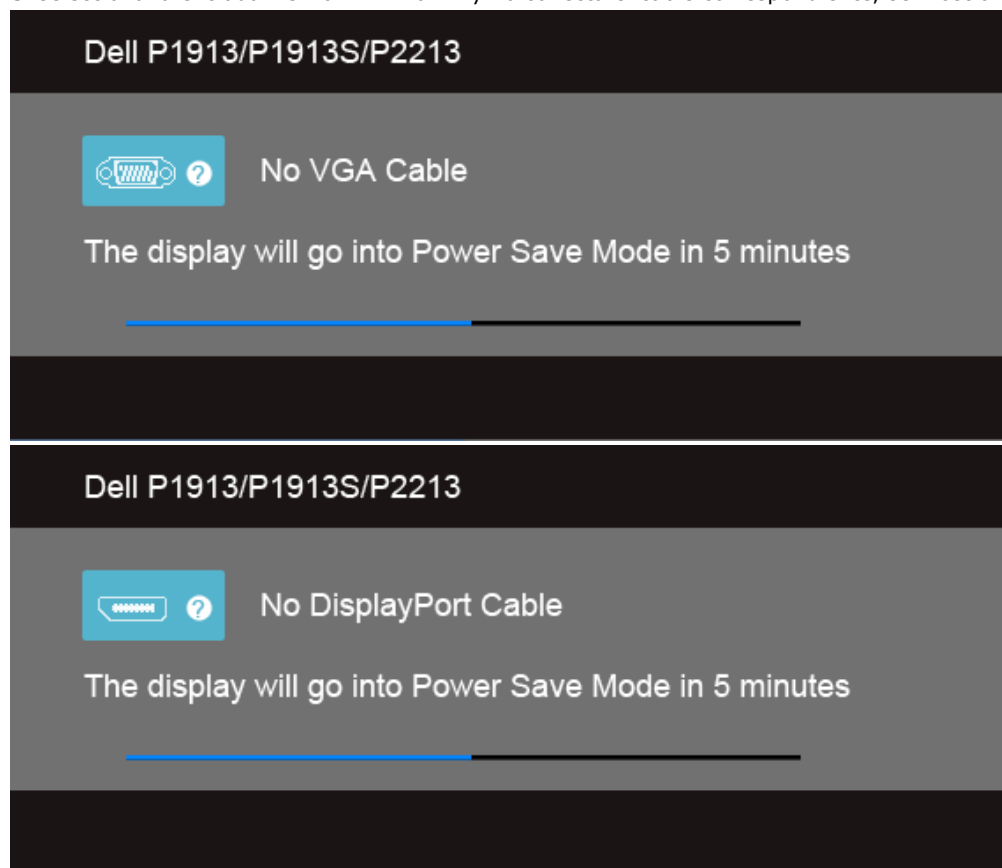 Dell P1913/P1913S/P2213
No VGA Cable
The display will go into Power Save Mode in 5 minutes
Dell P1913/P1913S/P2213
No DisplayPort Cable
The display will go into Power Save Mode in 5 minutes